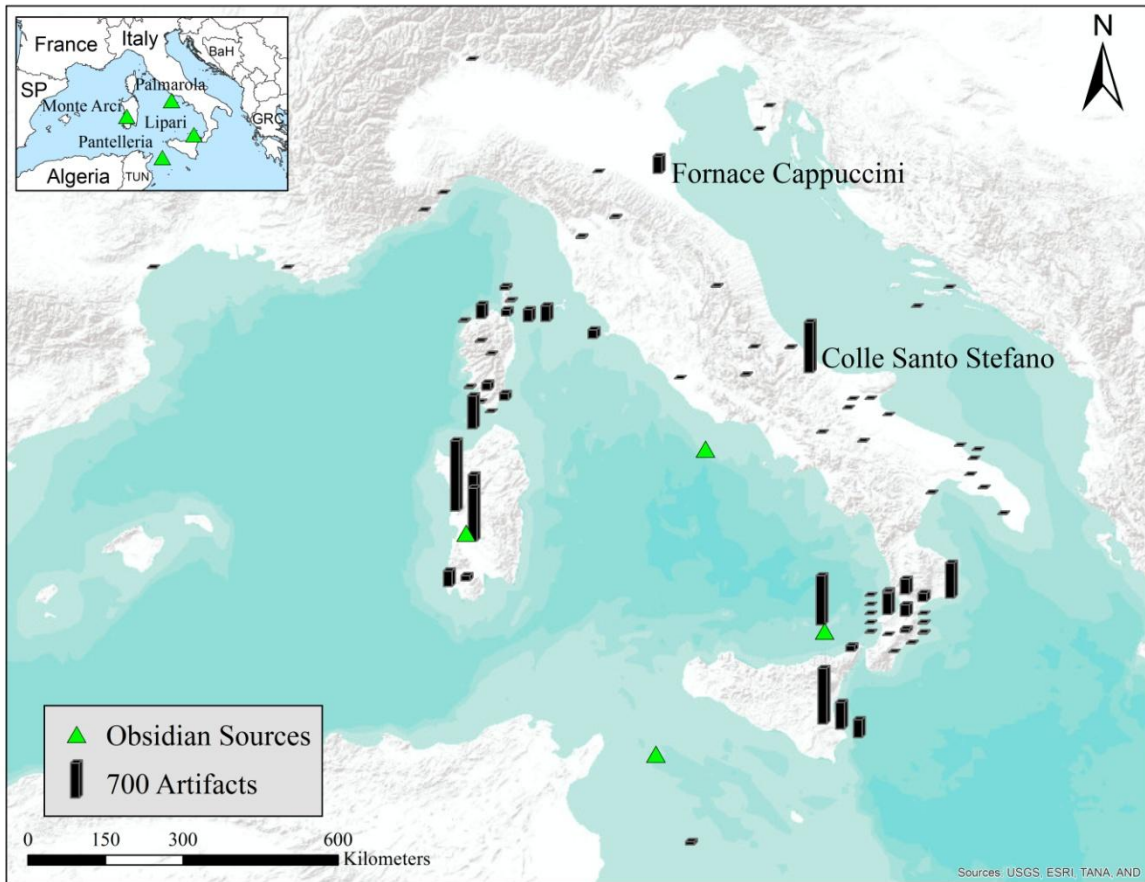 France
Italy
BaH
SP
Palmarola
Monte Arci
Lipari
GRC
Pantelleria
Algeria
TUN
N
Fornace Cappuccini
Colle Santo Stefano
Obsidian Sources
700 Artifacts
0 150 300 600
Kilometers
Sources: USGS, ESRI, TANA, AND